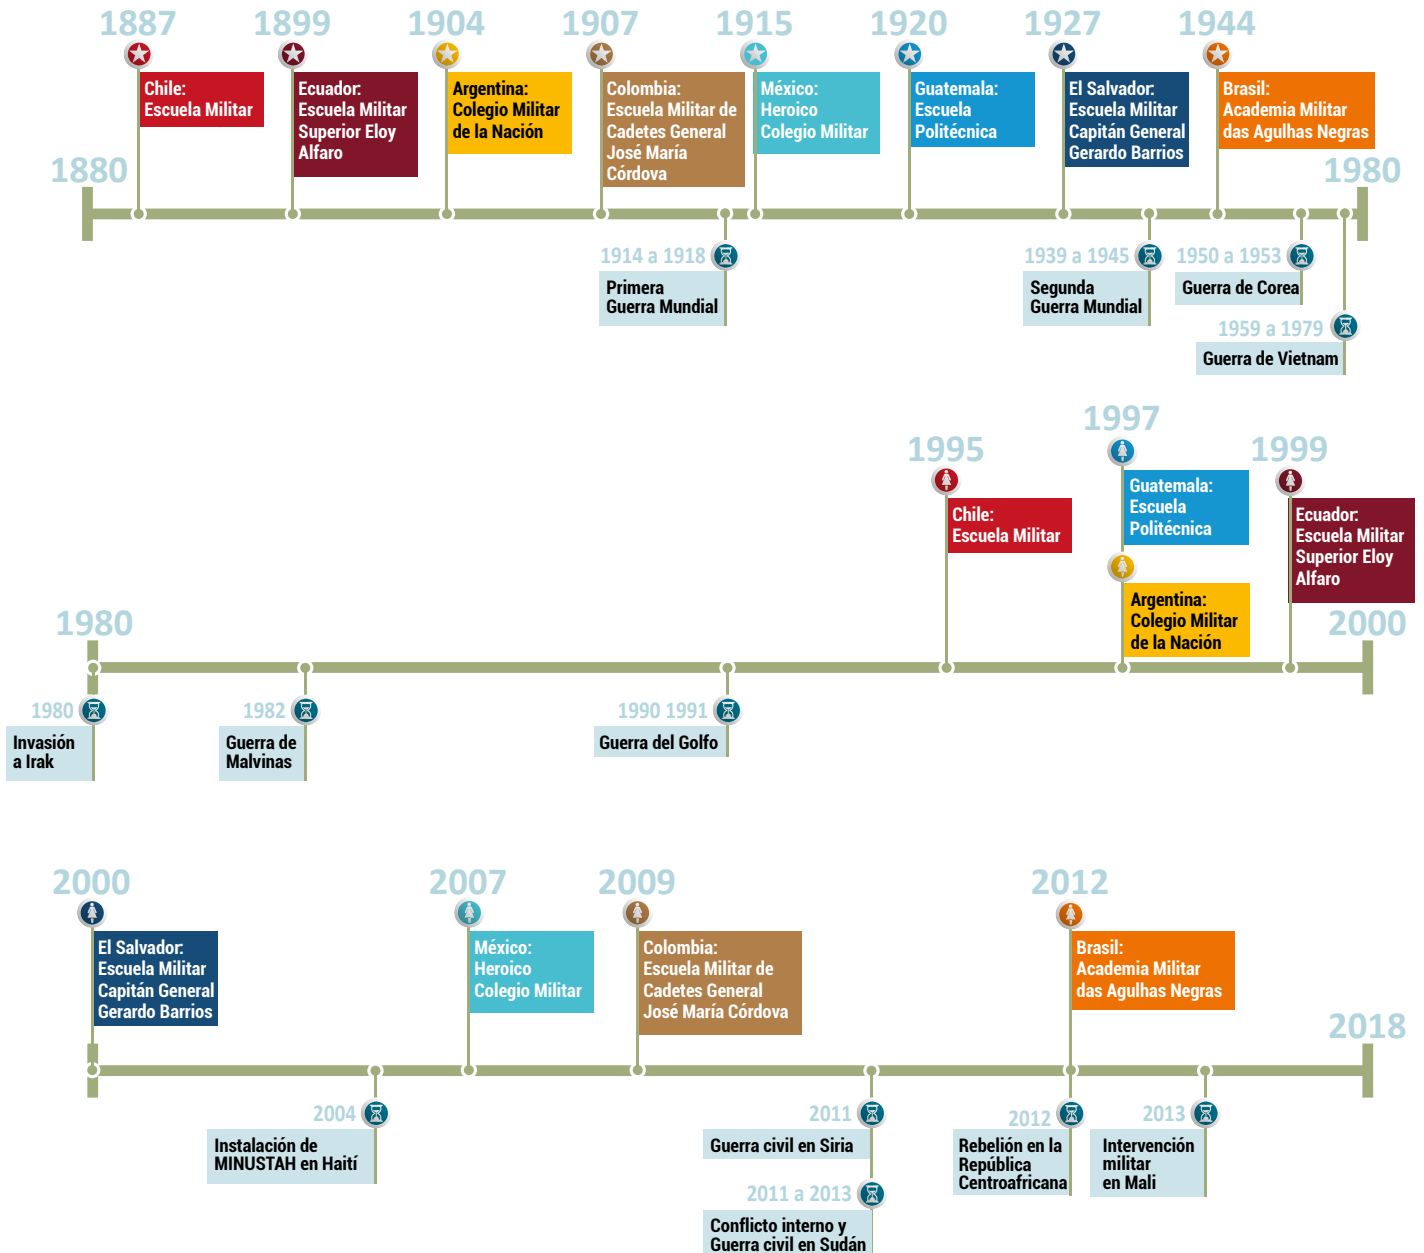 1887
Chile:
Escuela Militar
1899
Ecuador:
Escuela Militar
Superior Eloy
Alfaro
1904
Argentina:
Colegio Militar
de la Nación
1907
Colombia:
Escuela Militar de
Cadetes General
José María
Córdova
1915
México:
Heroico
Colegio Militar
1920
Guatemala:
Escuela
Politécnica
1927
El Salvador:
Escuela Militar
Capitán General
Gerardo Barrios
1944
Brasil:
Academia Militar
das Agulhas Negras
1880
1980
1914 a 1918
Primera
Guerra Mundial
1939 a 1945
Segunda
Guerra Mundial
1950 a 1953
Guerra de Corea
1959 a 1979
Guerra de Vietnam
1995
Chile:
Escuela Militar
1997
Guatemala:
Escuela
Politécnica
Argentina:
Colegio Militar
de la Nación
1999
Ecuador:
Escuela Militar
Superior Eloy
Alfaro
1980
2000
1980
Invasión
a Irak
1982
Guerra de
Malvinas
1990 1991
Guerra del Golfo
2000
El Salvador:
Escuela Militar
Capitán General
Gerardo Barrios
2007
México:
Heroico
Colegio Militar
2009
Colombia:
Escuela Militar de
Cadetes General
José María Córdova
2012
Brasil:
Academia Militar
das Agulhas Negras
2018
2004
Instalación de
MINUSTAH en Haití
2011
Guerra civil en Siria
2011 a 2013
Conflicto interno y
Guerra civil en Sudán
2012
Rebelión en la
República
Centroafricana
2013
Intervención
militar
en Mali